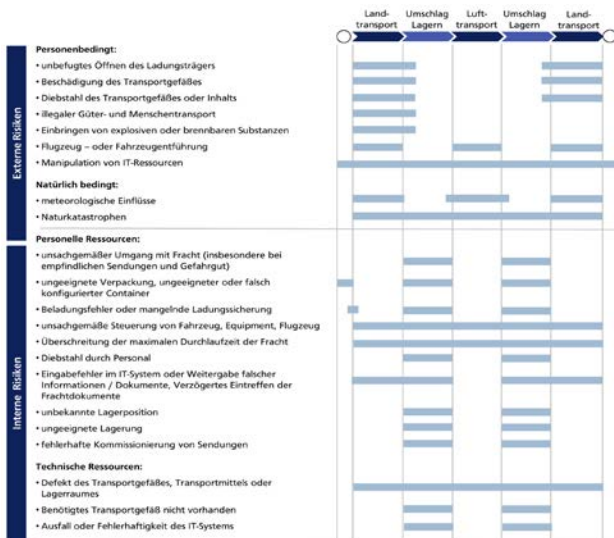 Land-
transport
Umschlag
Lagern
Luft-
transport
Umschlag
Lagern
Land-
transport
Externe Risiken
Personenbedingt:
• unbefugtes Öffnen des Ladungsträgers
• Beschädigung des Transportgefäßes
• Diebstahl des Transportgefäßes oder Inhalts
• illegaler Güter- und Menschentransport
• Einbringen von explosiven oder brennbaren Substanzen
• Flugzeug – oder Fahrzeugentführung
• Manipulation von IT-Ressourcen
Natürlich bedingt:
• meteorologische Einflüsse
• Naturkatastrophen
Interne Risiken
Personelle Ressourcen:
• unsachgemäßer Umgang mit Fracht (insbesondere bei
empfindlichen Sendungen und Gefahrgut)
• ungeeignete Verpackung, ungeeigneter oder falsch
konfigurierter Container
• Beladungsfehler oder mangelnde Ladungssicherung
• unsachgemäße Steuerung von Fahrzeug, Equipment, Flugzeug
• Überschreitung der maximalen Durchlaufzeit der Fracht
• Diebstahl durch Personal
• Eingabefehler im IT-System oder Weitergabe falscher
Informationen / Dokumente, Verzögertes Eintreffen der
Frachtdokumente
• unbekannte Lagerposition
• ungeeignete Lagerung
• fehlerhafte Kommissionierung von Sendungen
Technische Ressourcen:
• Defekt des Transportgefäßes, Transportmittels oder
Lagerraumes
• Benötigtes Transportgefäß nicht vorhanden
• Ausfall oder Fehlerhaftigkeit des IT-Systems